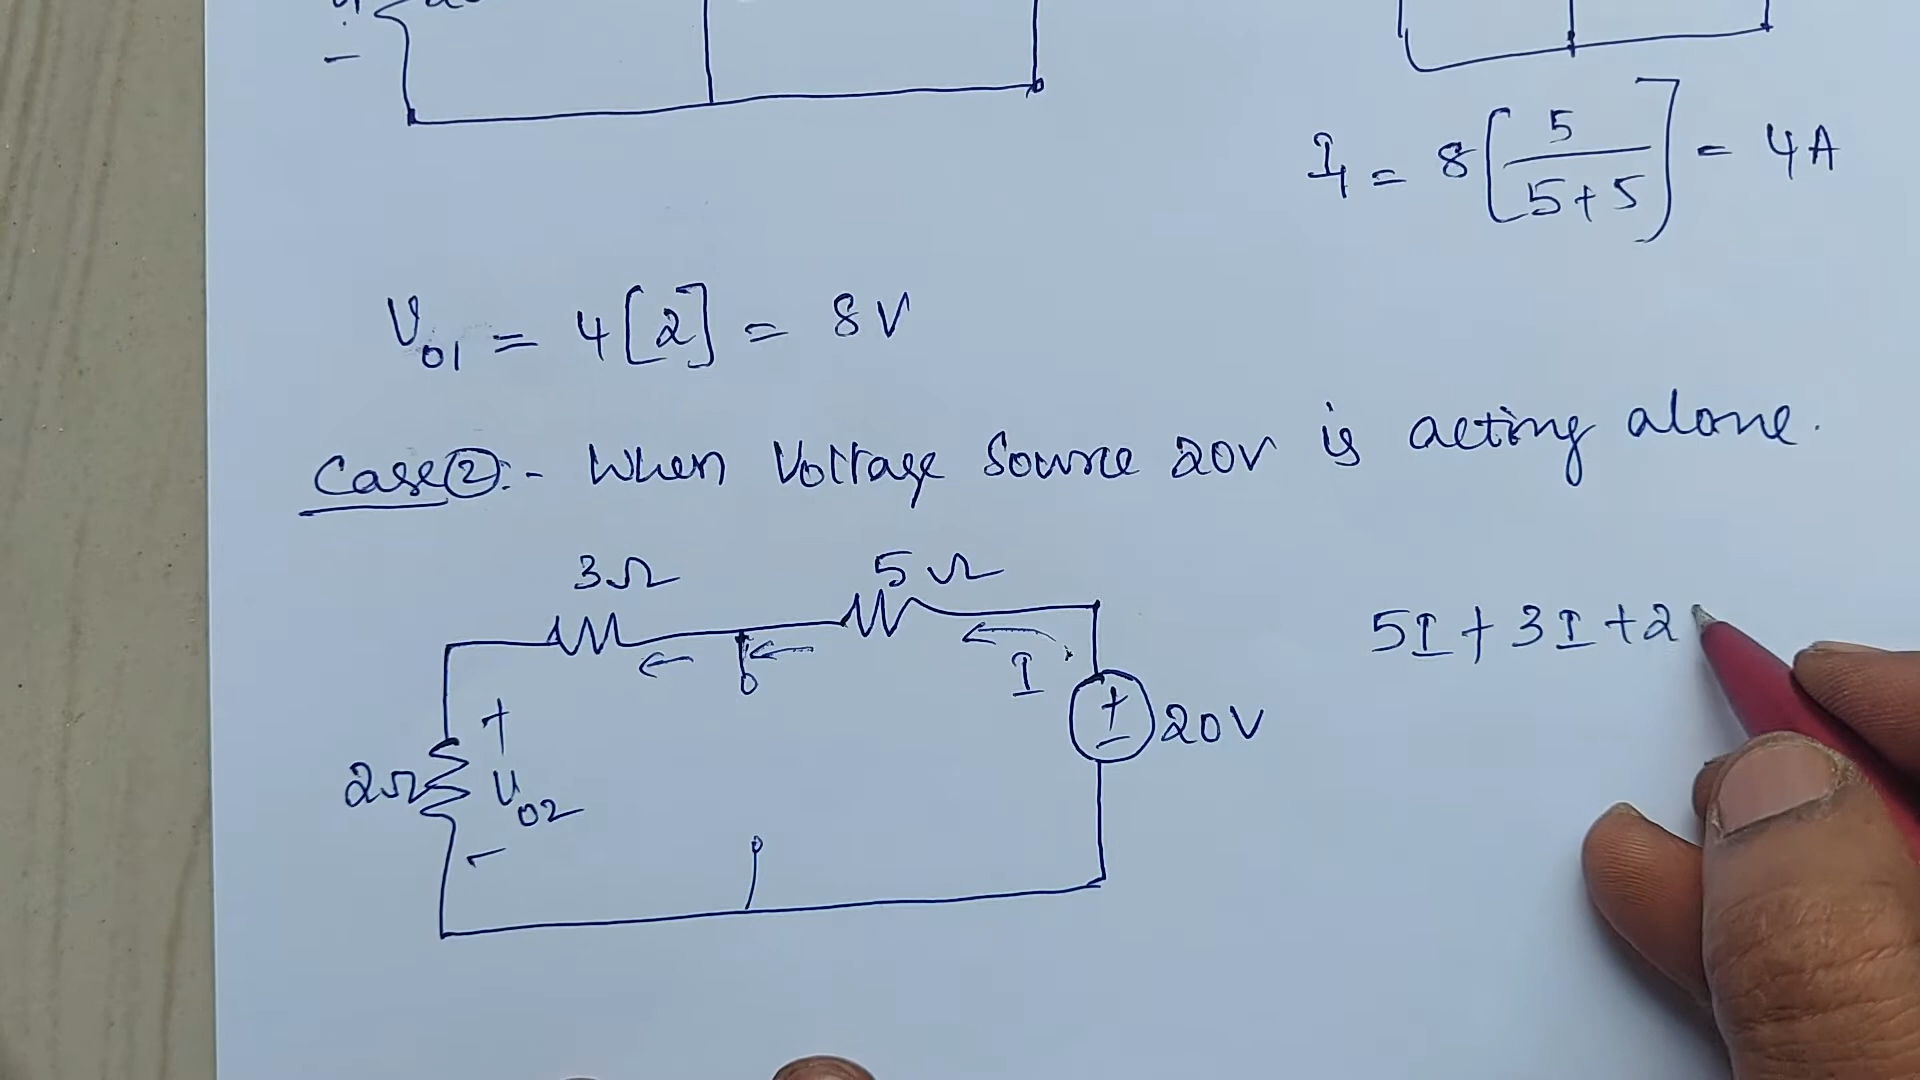 I1 = 8[5/(5+5)] = 4A
V01 = 4[2] = 8V
Case②:- When Voltage Source 20V is acting alone.
3Ω 5Ω
5I + 3I + 2
I
20V
2Ω + V02 -